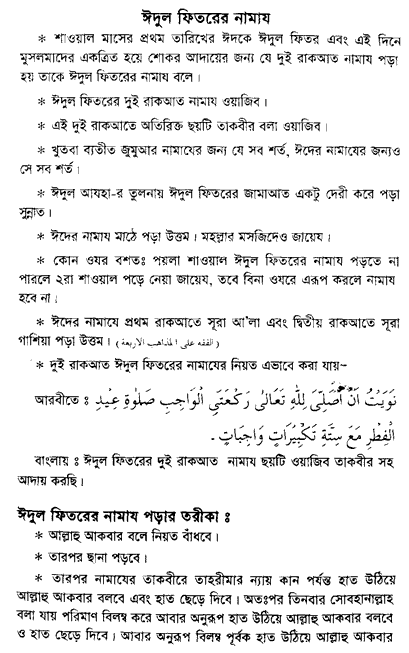 ঈদুল ফিতরের নামায
* শাওয়াল মাসের প্রথম তারিখের ঈদকে ঈদুল ফিতর এবং এই দিনে
মুসলমাদের একত্রিত হয়ে শোকর আদায়ের জন্য যে দুই রাকআত নামায পড়া
হয় তাকে ঈদুল ফিতরের নামায বলে।
* ঈদুল ফিতরের দুই রাকআত নামায ওয়াজিব।
* এই দুই রাকআতে অতিরিক্ত ছয়টি তাকবীর বলা ওয়াজিব।
* খুতবা ব্যতীত জুমুআর নামাযের জন্য যে সব শর্ত, ঈদের নামাযের জন্যও
সে সব শর্ত।
* ঈদুল আযহা-র তুলনায় ঈদুল ফিতরের জামাআত একটু দেরী করে পড়া
সুন্নাত।
* ঈদের নামায মাঠে পড়া উত্তম। মহল্লার মসজিদেও জায়েয।
* কোন ওযর বশতঃ পয়লা শাওয়াল ঈদুল ফিতরের নামায পড়তে না
পারলে ২রা শাওয়াল পড়ে নেয়া জায়েয, তবে বিনা ওযরে এরূপ করলে নামায
হবে না।
* ঈদের নামাযে প্রথম রাকআতে সূরা আ'লা এবং দ্বিতীয় রাকআতে সূরা
গাশিয়া পড়া উত্তম। (الفقه على المذاهب الاربعة)
* দুই রাকআত ঈদুল ফিতরের নামাযের নিয়ত এভাবে করা যায়–
আরবীতে : نَوَيْتُ اَنْ اُصَلِّىَ لِلّٰهِ تَعَالٰى رَكْعَتَىِ الْوَاجِبِ صَلٰوةِ عِيْدِ
الْفِطْرِ مَعَ سِتَّةِ تَكْبِيْرَاتٍ وَاجِبَاتٍ ـ
বাংলায় : ঈদুল ফিতরের দুই রাকআত নামায ছয়টি ওয়াজিব তাকবীর সহ
আদায় করছি।
ঈদুল ফিতরের নামায পড়ার তরীকা :
* আল্লাহু আকবার বলে নিয়ত বাঁধবে।
* তারপর ছানা পড়বে।
* তারপর নামাযের তাকবীরে তাহরীমার ন্যায় কান পর্যন্ত হাত উঠিয়ে
আল্লাহু আকবার বলবে এবং হাত ছেড়ে দিবে। অতঃপর তিনবার সোবহানাল্লাহ
বলা যায় পরিমাণ বিলম্ব করে আবার অনুরূপ হাত উঠিয়ে আল্লাহু আকবার বলবে
ও হাত ছেড়ে দিবে। আবার অনুরূপ বিলম্ব পূর্বক হাত উঠিয়ে আল্লাহু আকবার